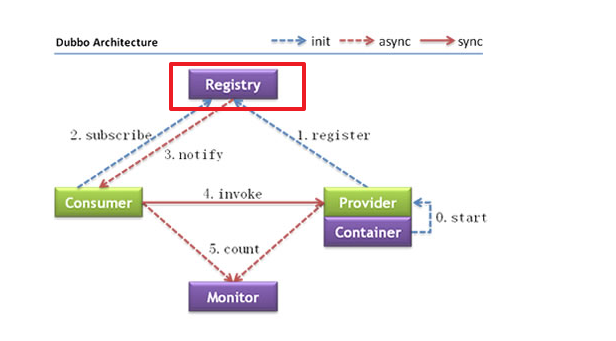 Dubbo Architecture
init
async
sync
Registry
2. subscribe
1. register
3. notify
Consumer
4. invoke
Provider
0. start
Container
5. count
Monitor